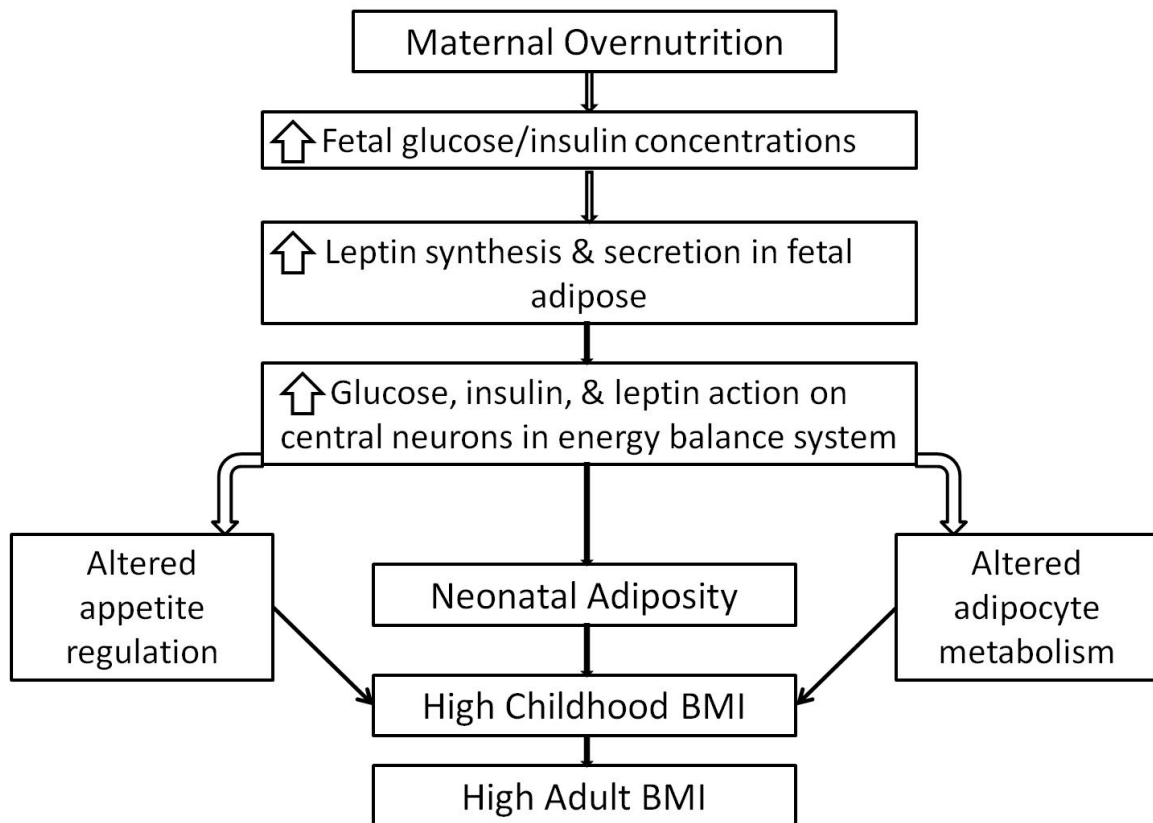 Maternal Overnutrition
Fetal glucose/insulin concentrations
Leptin synthesis & secretion in fetal
adipose
Glucose, insulin, & leptin action on
central neurons in energy balance system
Altered
appetite
regulation
Neonatal Adiposity
Altered
adipocyte
metabolism
High Childhood BMI
High Adult BMI